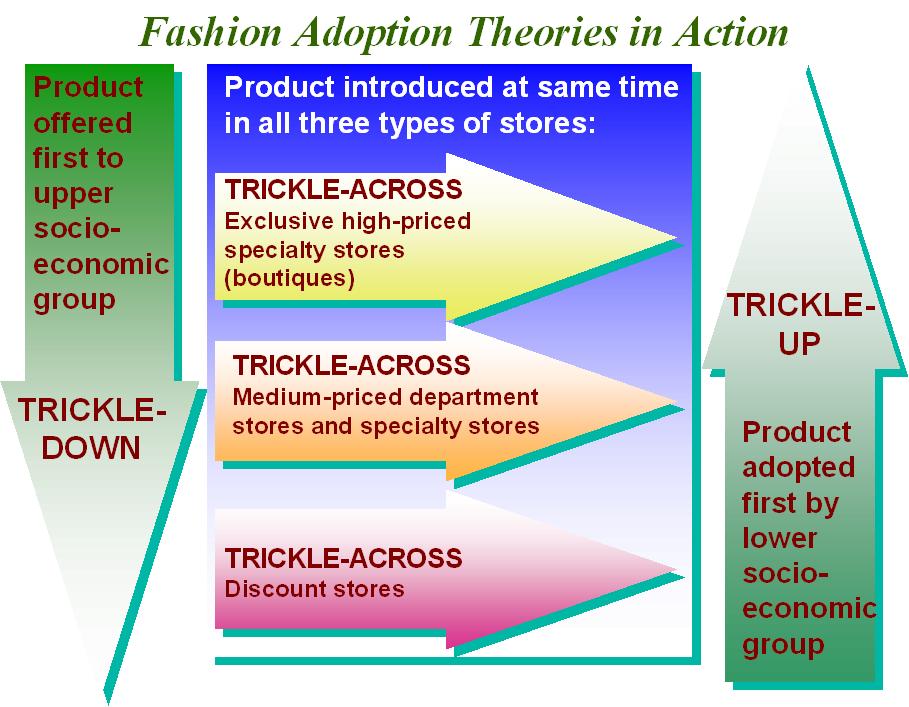 Fashion Adoption Theories in Action
Product
offered
first to
upper
socio-
economic
group
TRICKLE-
DOWN
Product introduced at same time
in all three types of stores:
TRICKLE-ACROSS
Exclusive high-priced
specialty stores
(boutiques)
TRICKLE-ACROSS
Medium-priced department
stores and specialty stores
TRICKLE-ACROSS
Discount stores
TRICKLE-
UP
Product
adopted
first by
lower
socio-
economic
group